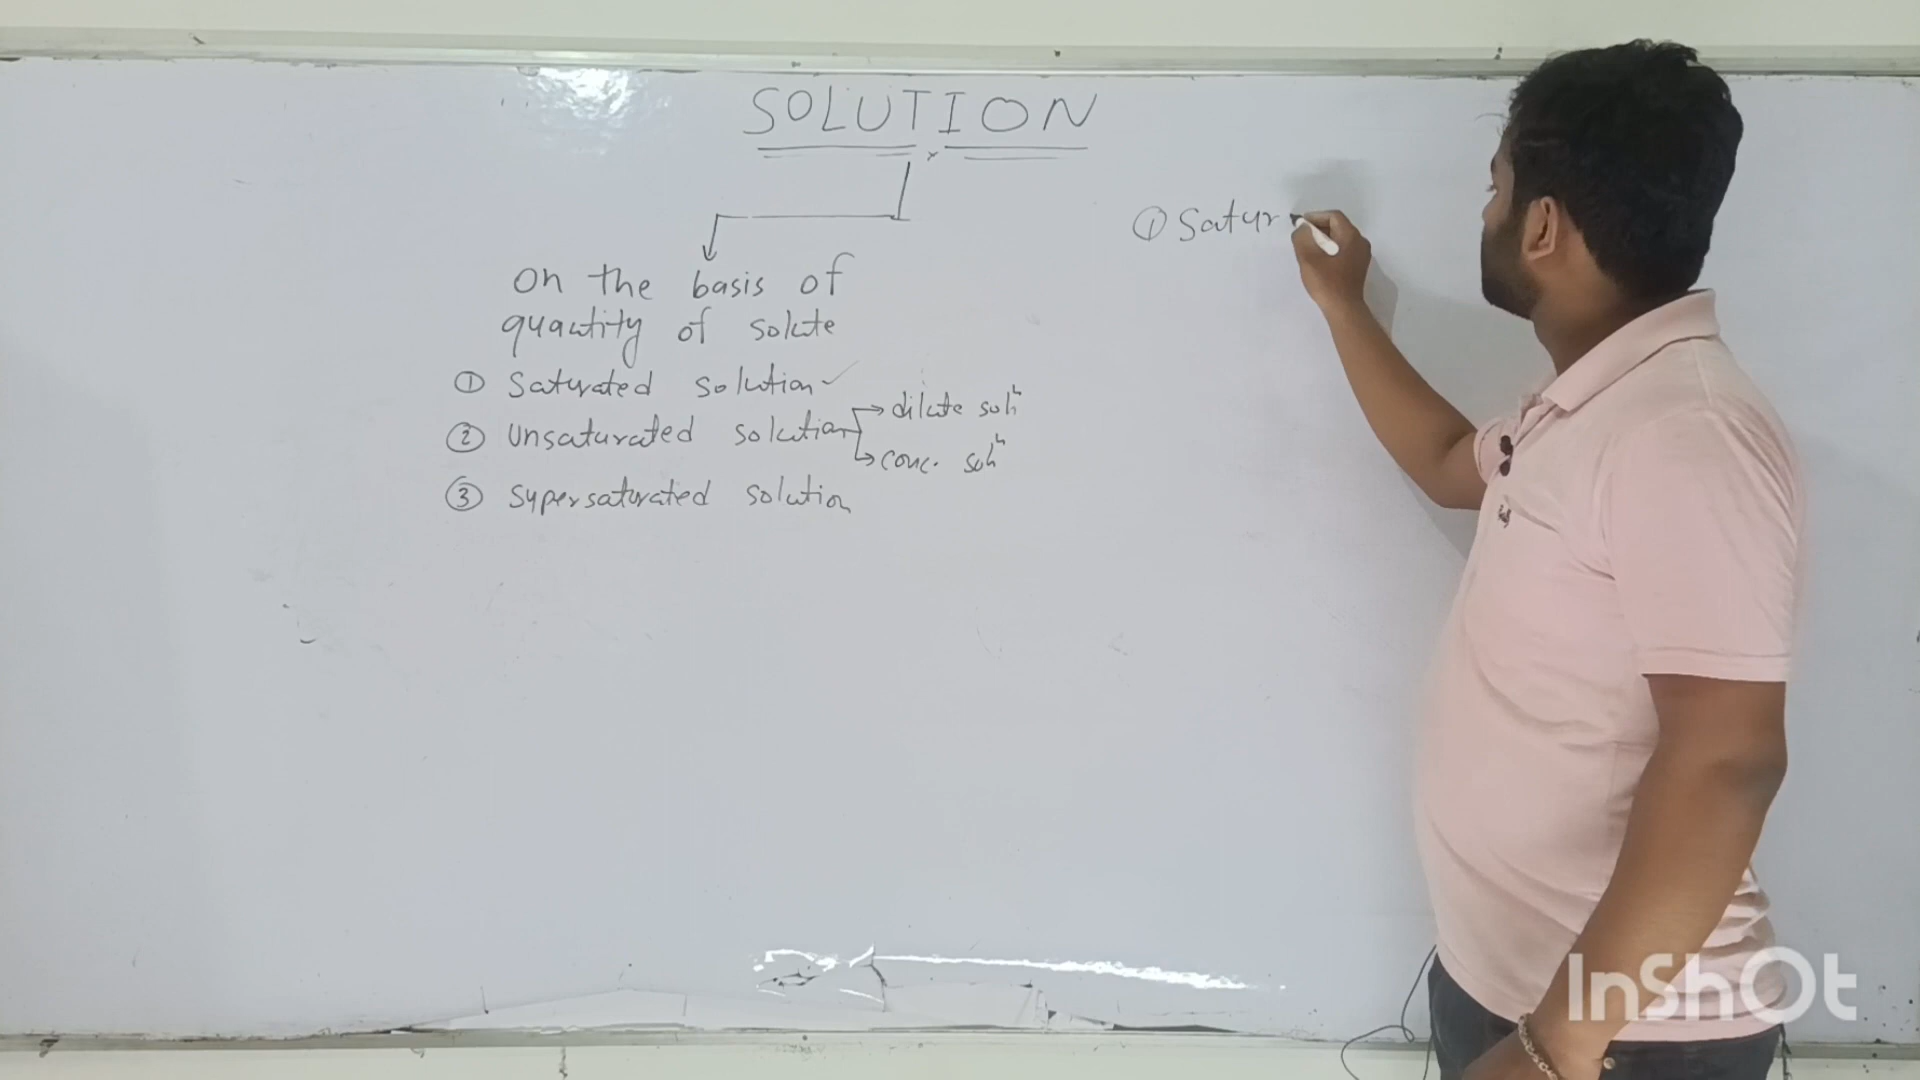 SOLUTION
On the basis of
quantity of solute
① Saturated solution
② Unsaturated solution
→ dilute solⁿ
→ conc. solⁿ
③ Supersaturated solution
① Satur
InShOt